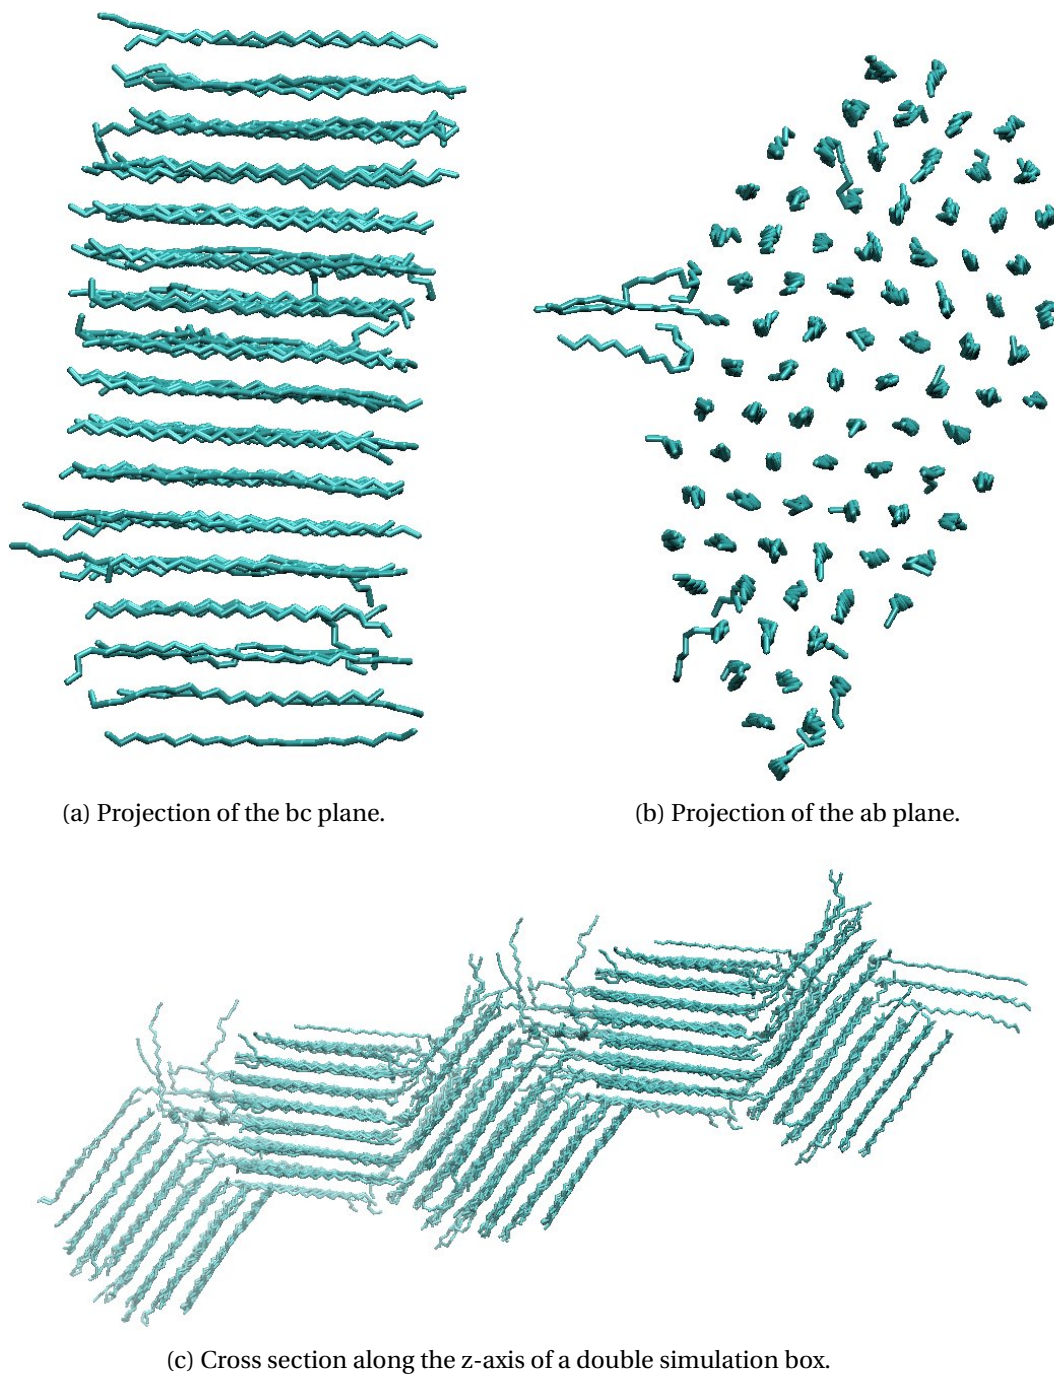 (a) Projection of the bc plane.
(b) Projection of the ab plane.
(c) Cross section along the z-axis of a double simulation box.